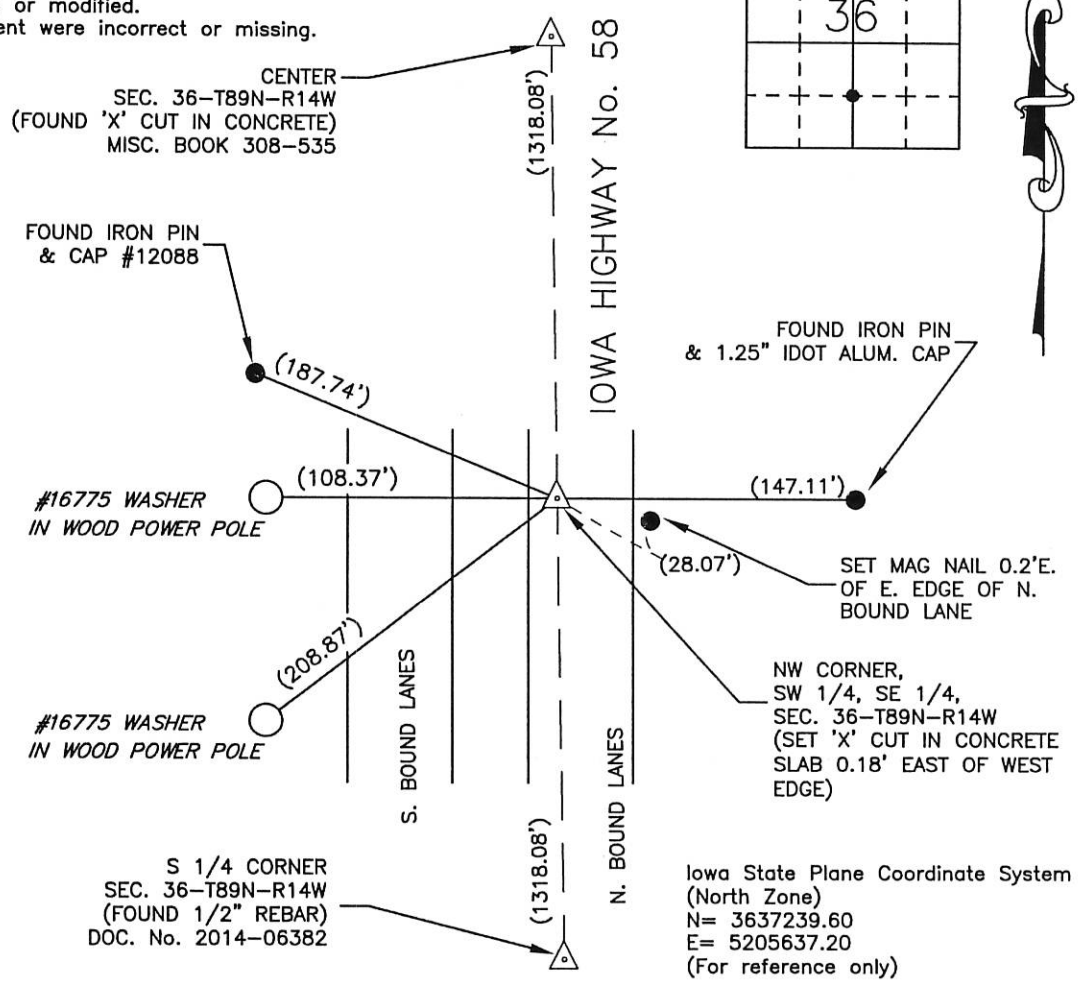 or modified.
ent were incorrect or missing.
36
CENTER
SEC. 36-T89N-R14W
(FOUND 'X' CUT IN CONCRETE)
MISC. BOOK 308-535
(1318.08')
IOWA HIGHWAY No. 58
FOUND IRON PIN
& CAP #12088
(187.74')
FOUND IRON PIN
& 1.25" IDOT ALUM. CAP
#16775 WASHER
IN WOOD POWER POLE
(108.37')
(147.11')
(28.07')
SET MAG NAIL 0.2'E.
OF E. EDGE OF N.
BOUND LANE
(208.87')
#16775 WASHER
IN WOOD POWER POLE
S. BOUND LANES
N. BOUND LANES
NW CORNER,
SW 1/4, SE 1/4,
SEC. 36-T89N-R14W
(SET 'X' CUT IN CONCRETE
SLAB 0.18' EAST OF WEST
EDGE)
S 1/4 CORNER
SEC. 36-T89N-R14W
(FOUND 1/2" REBAR)
DOC. No. 2014-06382
(1318.08')
Iowa State Plane Coordinate System
(North Zone)
N= 3637239.60
E= 5205637.20
(For reference only)